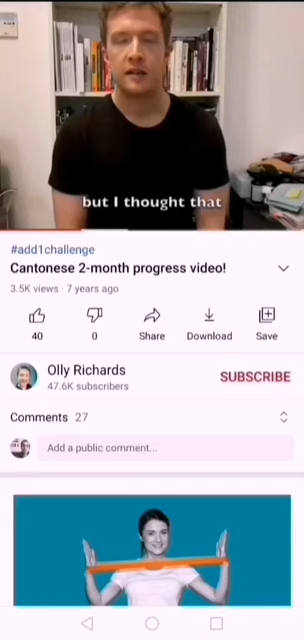 but I thought that
#add1challenge
Cantonese 2-month progress video!
3.5K views · 7 years ago
40
0
Share
Download
Save
Olly Richards
47.6K subscribers
SUBSCRIBE
Comments 27
Add a public comment...